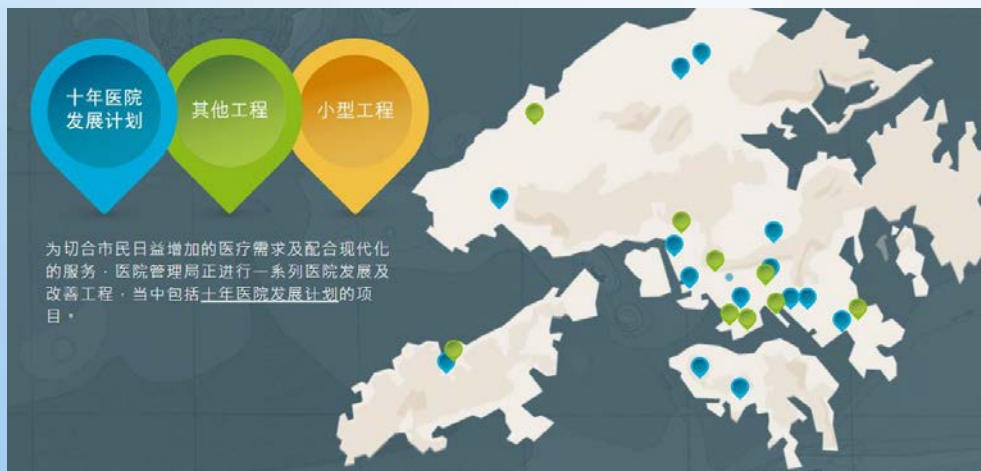 十年医院
发展计划
其他工程
小型工程
为切合市民日益增加的医疗需求及配合现代化
的服务，医院管理局正进行一系列医院发展及
改善工程，当中包括十年医院发展计划的项
目。